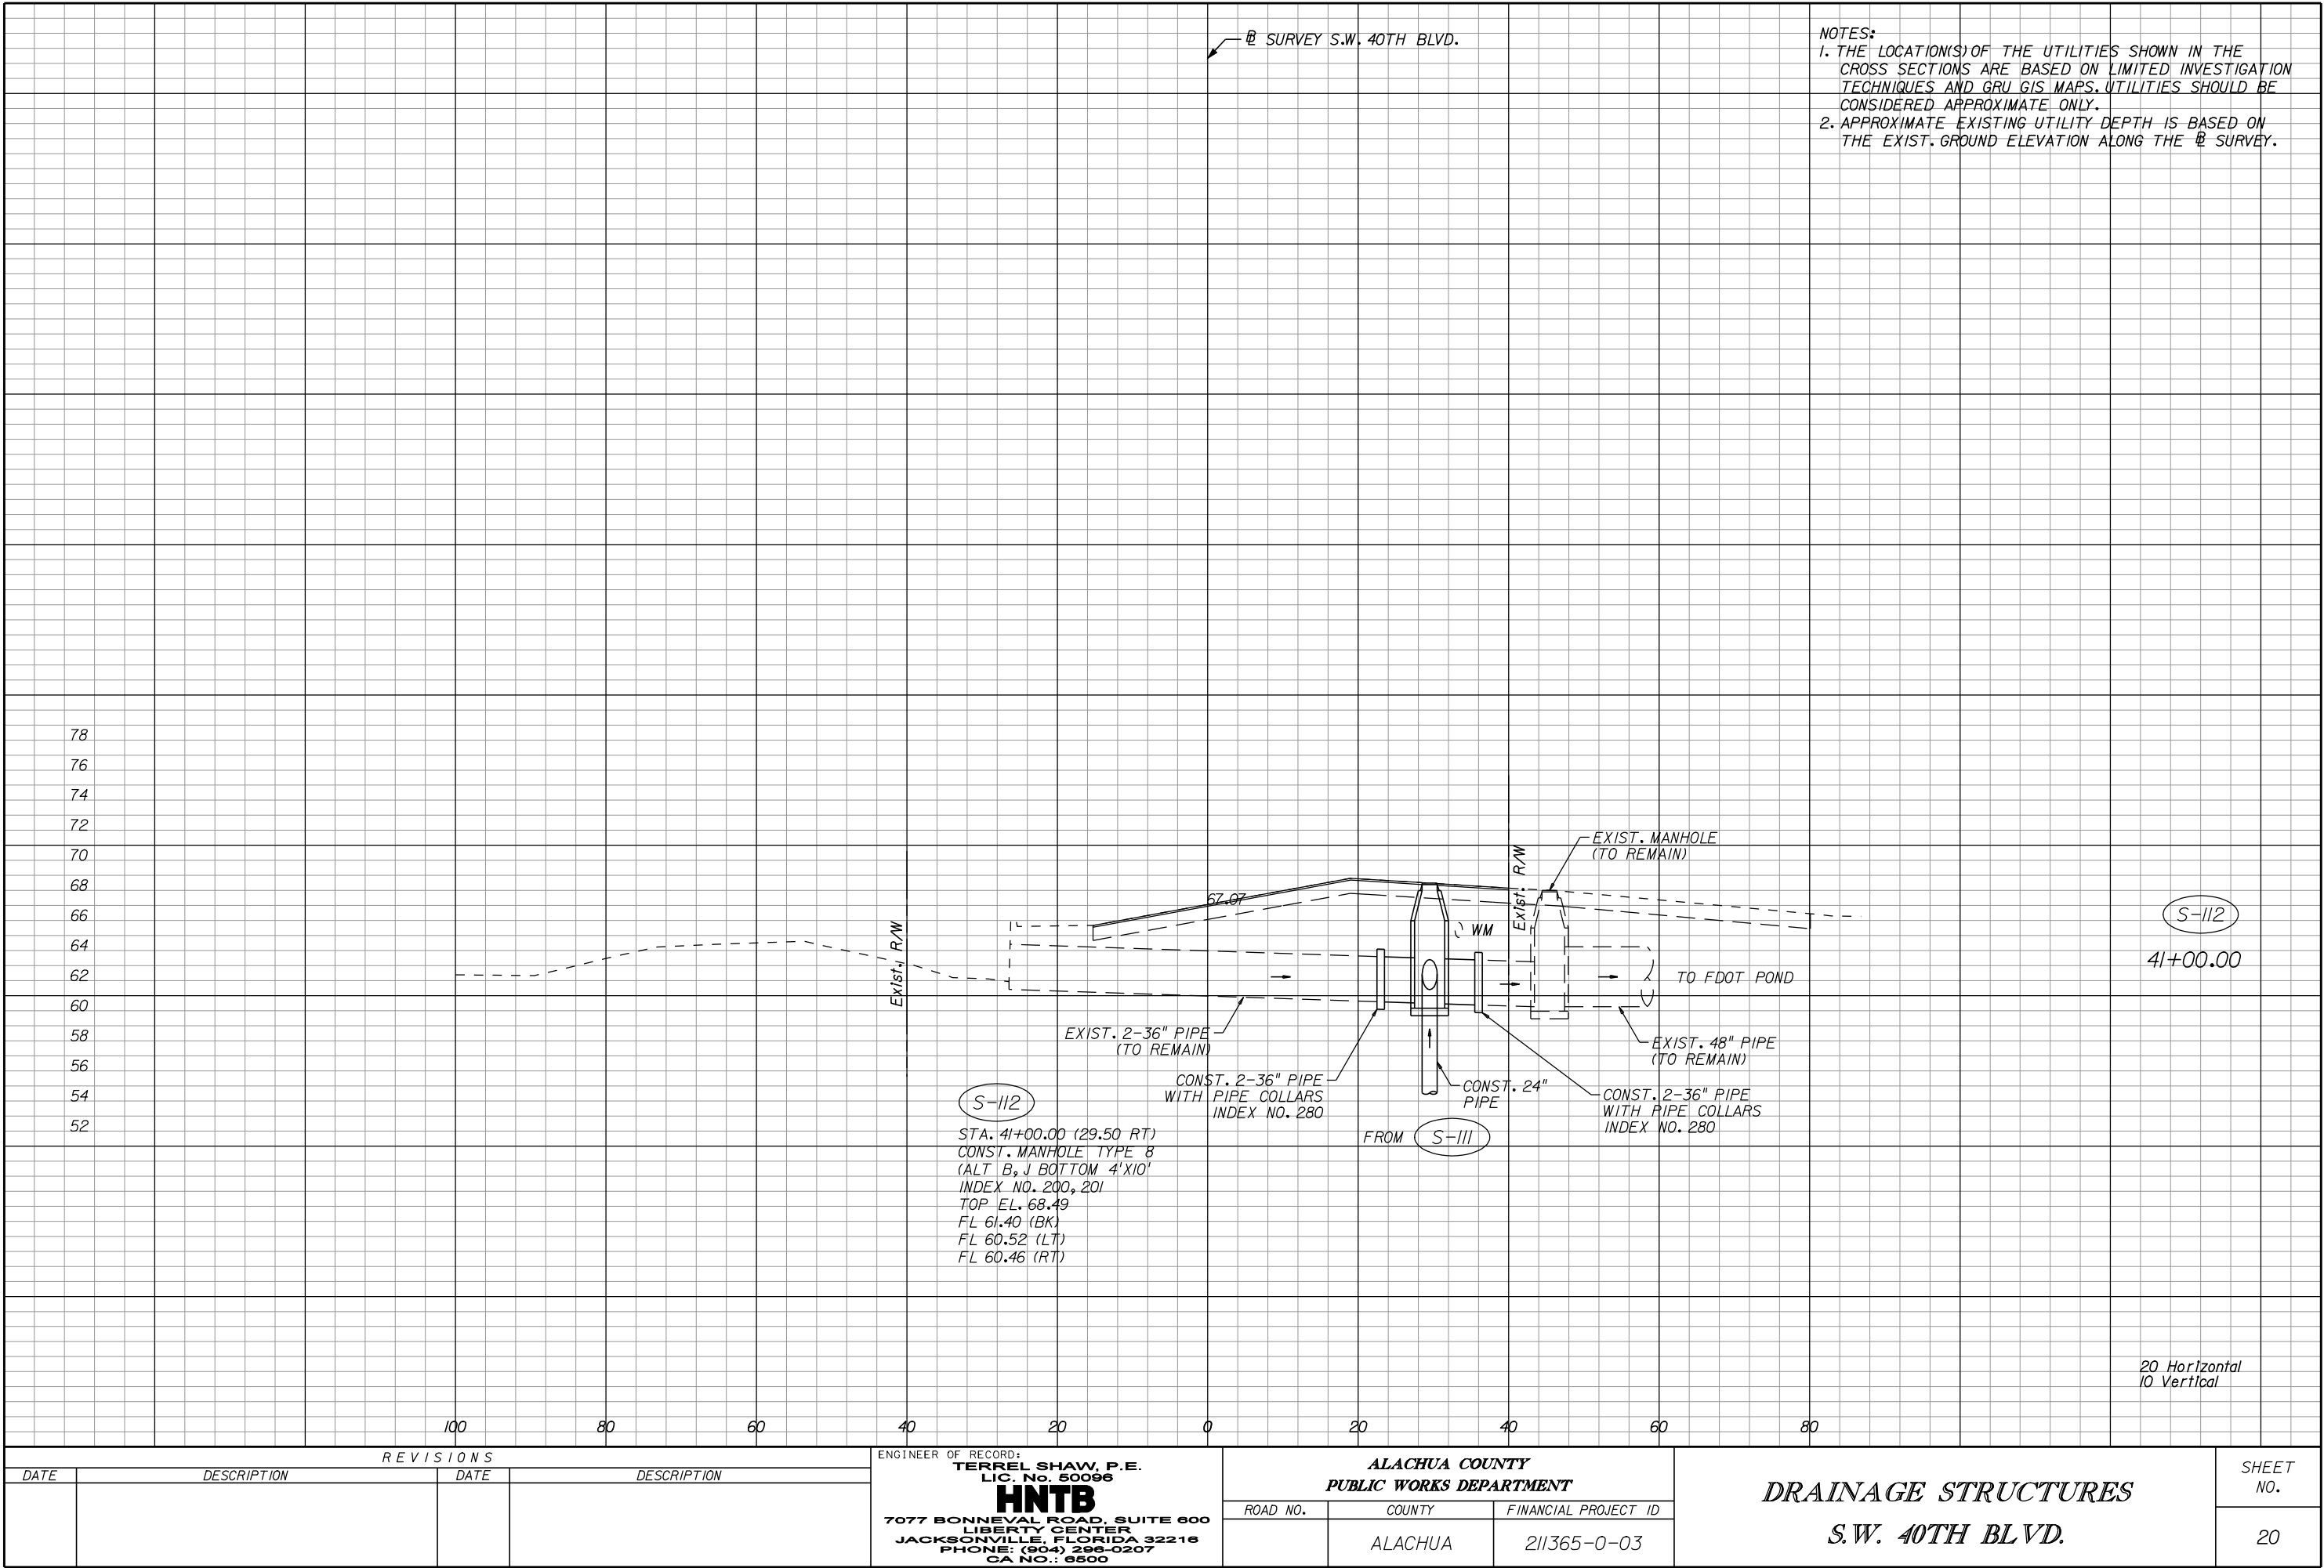 ℄ SURVEY S.W. 40TH BLVD.
NOTES:
1. THE LOCATION(S) OF THE UTILITIES SHOWN IN THE
CROSS SECTIONS ARE BASED ON LIMITED INVESTIGATION
TECHNIQUES AND GRU GIS MAPS. UTILITIES SHOULD BE
CONSIDERED APPROXIMATE ONLY.
2. APPROXIMATE EXISTING UTILITY DEPTH IS BASED ON
THE EXIST. GROUND ELEVATION ALONG THE ℄ SURVEY.
78
76
74
72
70
68
66
64
62
60
58
56
54
52
EXIST. MANHOLE
(TO REMAIN)
Exist. R/W
67.07
Exist. R/W
WM
S-112
41+00.00
TO FDOT POND
EXIST. 2-36" PIPE
(TO REMAIN)
EXIST. 48" PIPE
(TO REMAIN)
CONST. 2-36" PIPE
WITH PIPE COLLARS
INDEX NO. 280
CONST. 24"
PIPE
CONST. 2-36" PIPE
WITH PIPE COLLARS
INDEX NO. 280
FROM S-111
S-112
STA. 41+00.00 (29.50 RT)
CONST. MANHOLE TYPE 8
(ALT B, J BOTTOM 4'X10'
INDEX NO. 200, 201
TOP EL. 68.49
FL 61.40 (BK)
FL 60.52 (LT)
FL 60.46 (RT)
20 Horizontal
10 Vertical
100 80 60 40 20 0 20 40 60 80
REVISIONS
DATE DESCRIPTION DATE DESCRIPTION
ENGINEER OF RECORD:
TERREL SHAW, P.E.
LIC. No. 50096
HNTB
7077 BONNEVAL ROAD, SUITE 600
LIBERTY CENTER
JACKSONVILLE, FLORIDA 32216
PHONE: (904) 296-0207
CA NO.: 6500
ALACHUA COUNTY
PUBLIC WORKS DEPARTMENT
ROAD NO. COUNTY FINANCIAL PROJECT ID
ALACHUA 211365-0-03
DRAINAGE STRUCTURES
S.W. 40TH BLVD.
SHEET
NO.
20